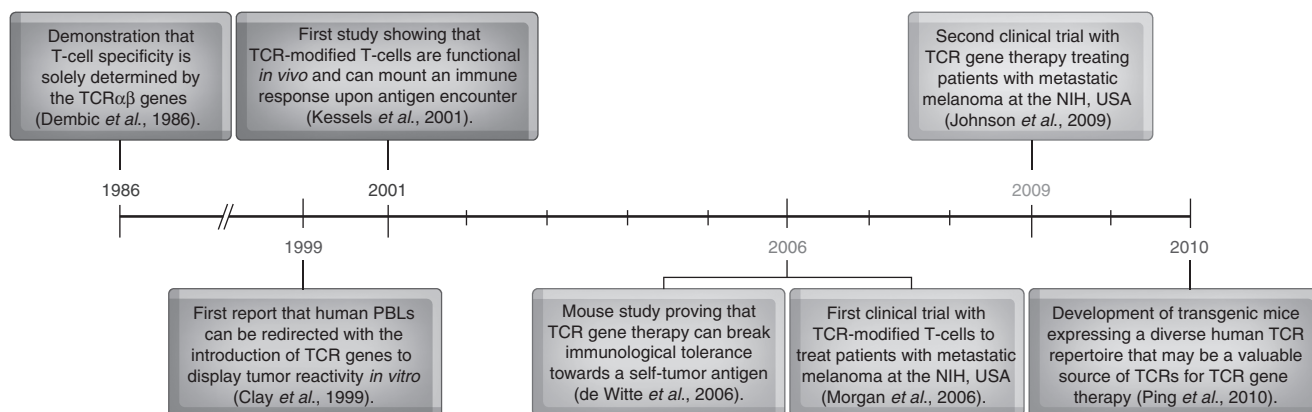 Demonstration that
T-cell specificity is
solely determined by
the TCRαβ genes
(Dembic et al., 1986).
First study showing that
TCR-modified T-cells are functional
in vivo and can mount an immune
response upon antigen encounter
(Kessels et al., 2001).
Second clinical trial with
TCR gene therapy treating
patients with metastatic
melanoma at the NIH, USA
(Johnson et al., 2009)
1986
2001
2009
1999
2006
2010
First report that human PBLs
can be redirected with the
introduction of TCR genes to
display tumor reactivity in vitro
(Clay et al., 1999).
Mouse study proving that
TCR gene therapy can break
immunological tolerance
towards a self-tumor antigen
(de Witte et al., 2006).
First clinical trial with
TCR-modified T-cells to
treat patients with metastatic
melanoma at the NIH, USA
(Morgan et al., 2006).
Development of transgenic mice
expressing a diverse human TCR
repertoire that may be a valuable
source of TCRs for TCR gene
therapy (Ping et al., 2010).